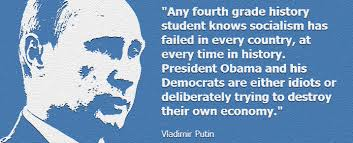 "Any fourth grade history
student knows socialism has
failed in every country, at
every time in history.
President Obama and his
Democrats are either idiots or
deliberately trying to destroy
their own economy."
Vladimir Putin